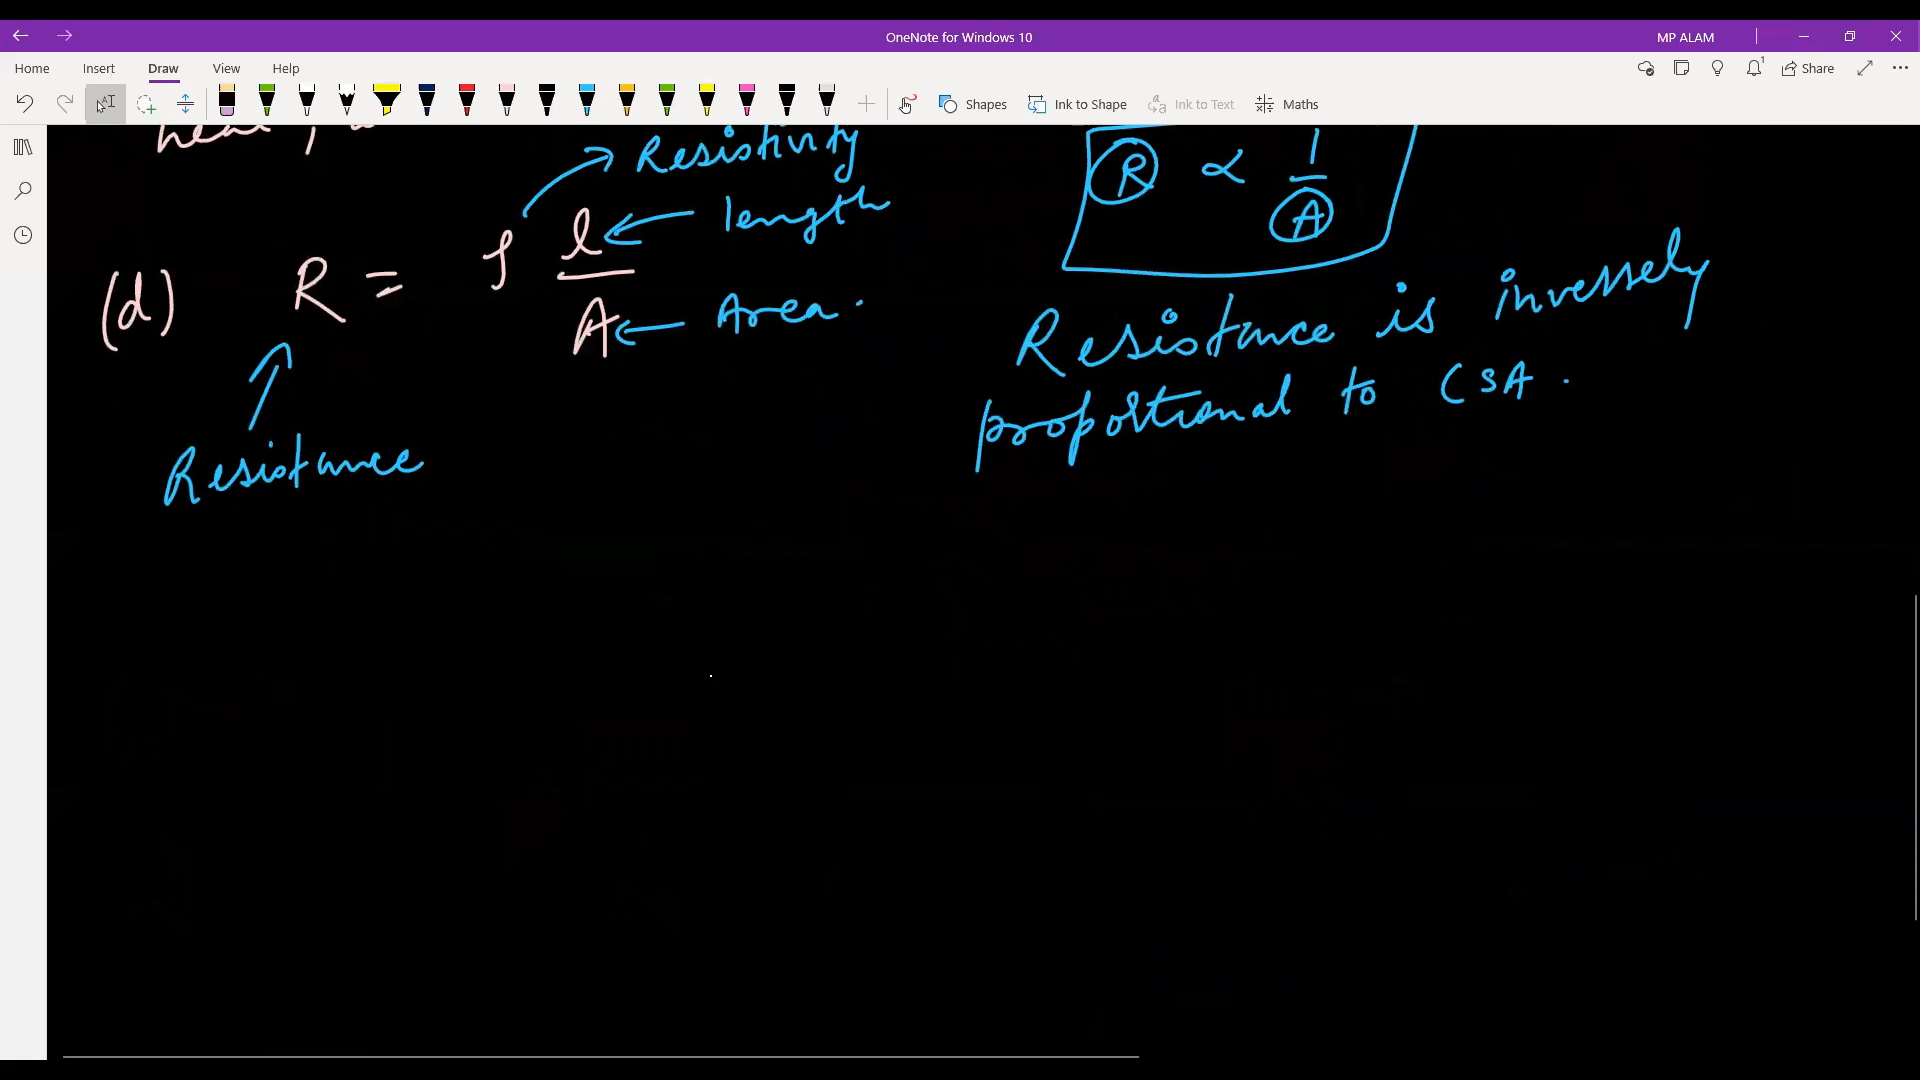 OneNote for Windows 10
MP ALAM
Home Insert Draw View Help
Share
Shapes Ink to Shape Ink to Text Maths
Resistivity
length
(d) R = ρ l
A
Area.
Resistance
R ∝ 1
A
Resistance is inversely
proportional to CSA.